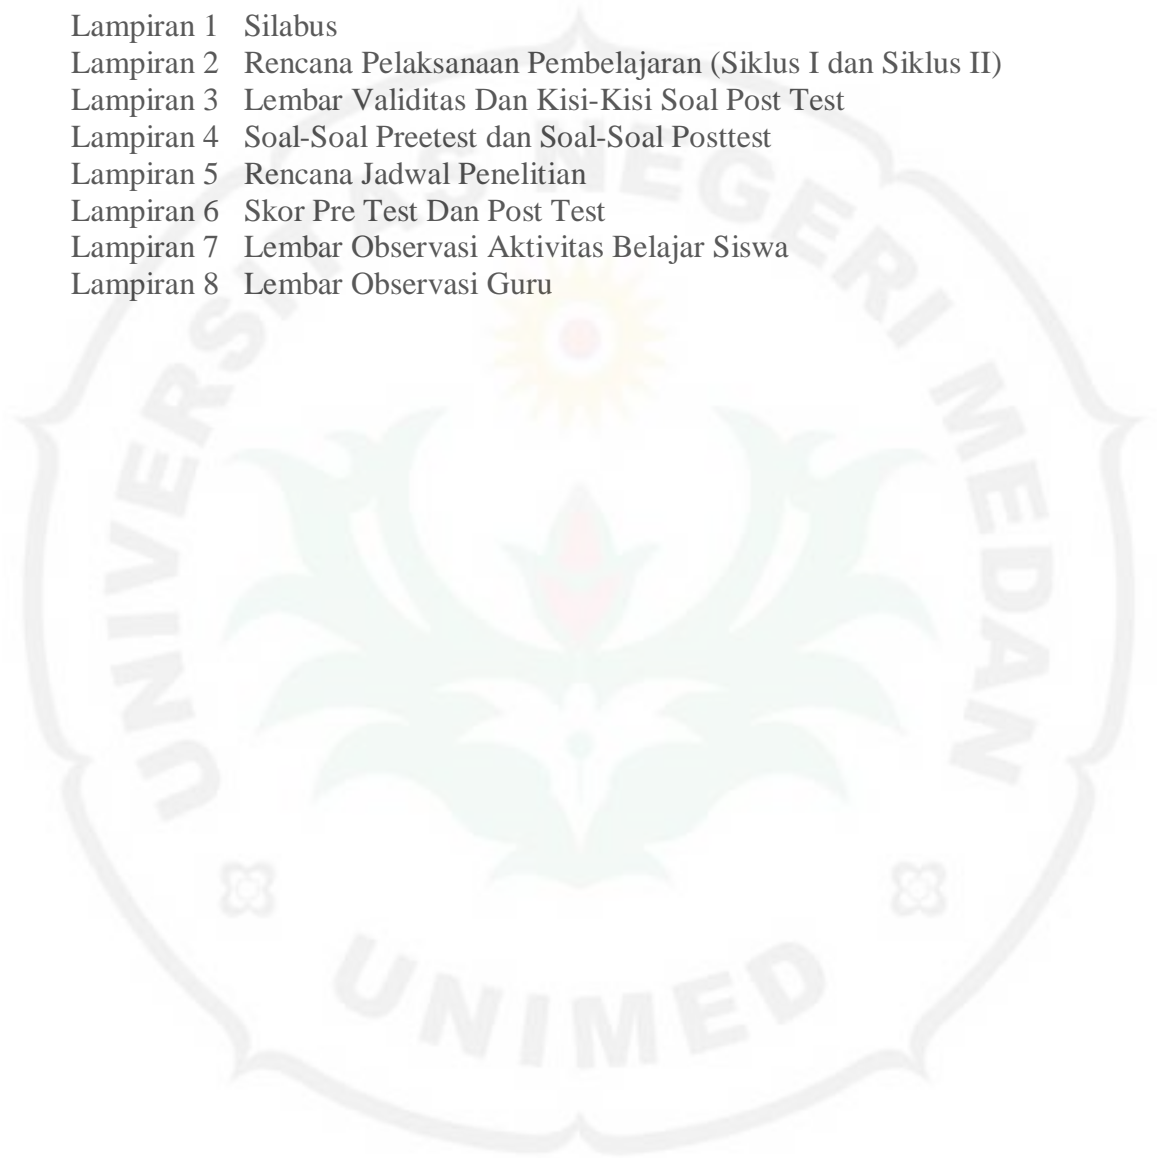 Lampiran 1 Silabus
Lampiran 2 Rencana Pelaksanaan Pembelajaran (Siklus I dan Siklus II)
Lampiran 3 Lembar Validitas Dan Kisi-Kisi Soal Post Test
Lampiran 4 Soal-Soal Preetest dan Soal-Soal Posttest
Lampiran 5 Rencana Jadwal Penelitian
Lampiran 6 Skor Pre Test Dan Post Test
Lampiran 7 Lembar Observasi Aktivitas Belajar Siswa
Lampiran 8 Lembar Observasi Guru
UNIVERSITAS NEGERI MEDAN
UNIMED